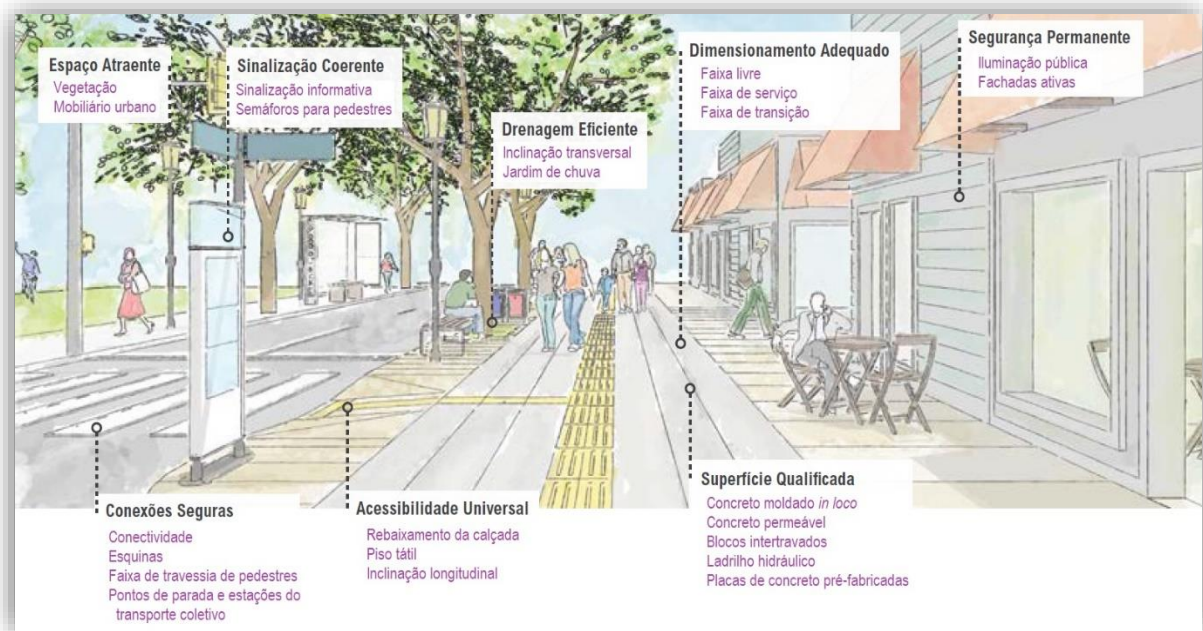 Espaço Atraente
Vegetação
Mobiliário urbano
Sinalização Coerente
Sinalização informativa
Semáforos para pedestres
Drenagem Eficiente
Inclinação transversal
Jardim de chuva
Dimensionamento Adequado
Faixa livre
Faixa de serviço
Faixa de transição
Segurança Permanente
Iluminação pública
Fachadas ativas
Conexões Seguras
Conectividade
Esquinas
Faixa de travessia de pedestres
Pontos de parada e estações do
transporte coletivo
Acessibilidade Universal
Rebaixamento da calçada
Piso tátil
Inclinação longitudinal
Superfície Qualificada
Concreto moldado in loco
Concreto permeável
Blocos intertravados
Ladrilho hidráulico
Placas de concreto pré-fabricadas